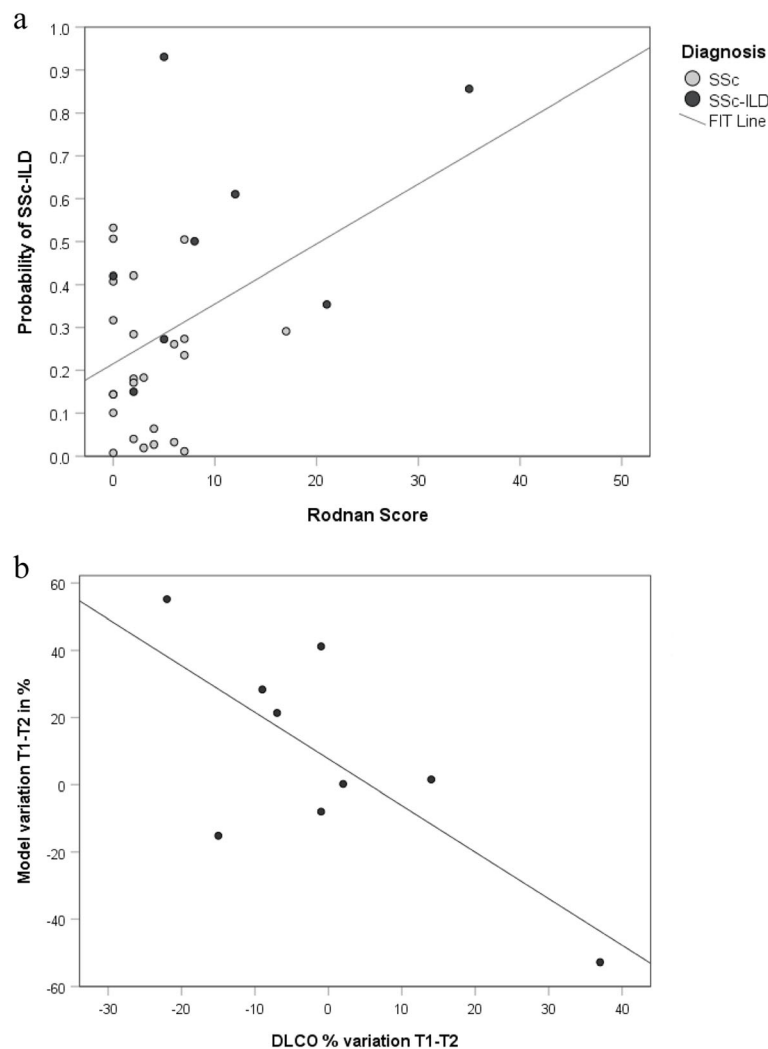 a
1.0
0.9
0.8
0.7
0.6
0.5
0.4
0.3
0.2
0.1
0.0
Probability of SSc-ILD
0 10 20 30 40 50
Rodnan Score
Diagnosis
SSc
SSc-ILD
FIT Line
b
60
40
20
0
-20
-40
-60
Model variation T1-T2 in %
-30 -20 -10 0 10 20 30 40
DLCO % variation T1-T2